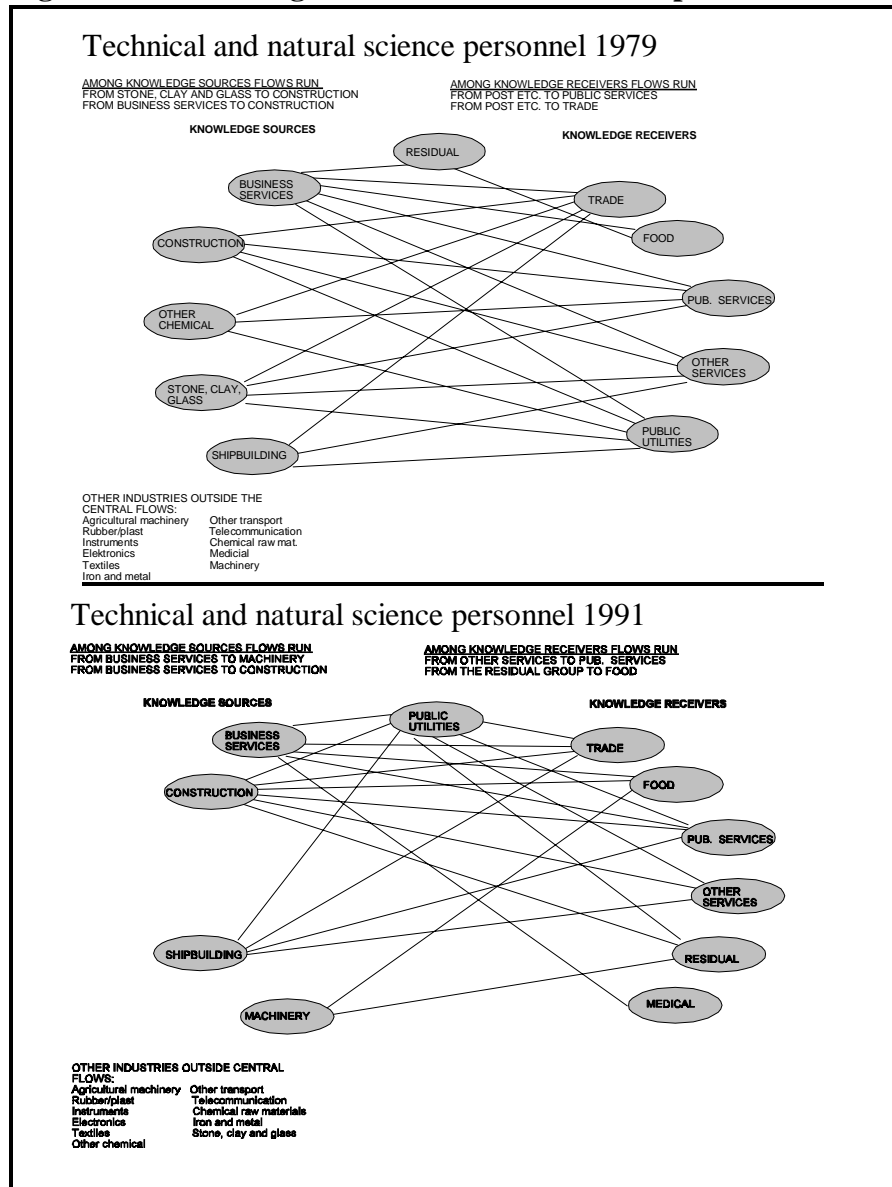 Technical and natural science personnel 1979
AMONG KNOWLEDGE SOURCES FLOWS RUN
FROM STONE, CLAY AND GLASS TO CONSTRUCTION
FROM BUSINESS SERVICES TO CONSTRUCTION
AMONG KNOWLEDGE RECEIVERS FLOWS RUN
FROM POST ETC. TO PUBLIC SERVICES
FROM POST ETC. TO TRADE
KNOWLEDGE SOURCES
KNOWLEDGE RECEIVERS
RESIDUAL
BUSINESS
SERVICES
TRADE
CONSTRUCTION
FOOD
PUB. SERVICES
OTHER
CHEMICAL
OTHER
SERVICES
STONE, CLAY,
GLASS
PUBLIC
UTILITIES
SHIPBUILDING
OTHER INDUSTRIES OUTSIDE THE
CENTRAL FLOWS:
Agricultural machinery Other transport
Rubber/plast Telecommunication
Instruments Chemical raw mat.
Elektronics Medicial
Textiles Machinery
Iron and metal
Technical and natural science personnel 1991
AMONG KNOWLEDGE SOURCES FLOWS RUN
FROM BUSINESS SERVICES TO MACHINERY
FROM BUSINESS SERVICES TO CONSTRUCTION
AMONG KNOWLEDGE RECEIVERS FLOWS RUN
FROM OTHER SERVICES TO PUB. SERVICES
FROM THE RESIDUAL GROUP TO FOOD
KNOWLEDGE SOURCES
KNOWLEDGE RECEIVERS
PUBLIC
UTILITIES
BUSINESS
SERVICES
TRADE
CONSTRUCTION
FOOD
PUB. SERVICES
OTHER
SERVICES
SHIPBUILDING
RESIDUAL
MEDICAL
MACHINERY
OTHER INDUSTRIES OUTSIDE CENTRAL
FLOWS:
Agricultural machinery Other transport
Rubber/plast Telecommunication
Instruments Chemical raw materials
Electronics Iron and metal
Textiles Stone, clay and glass
Other chemical